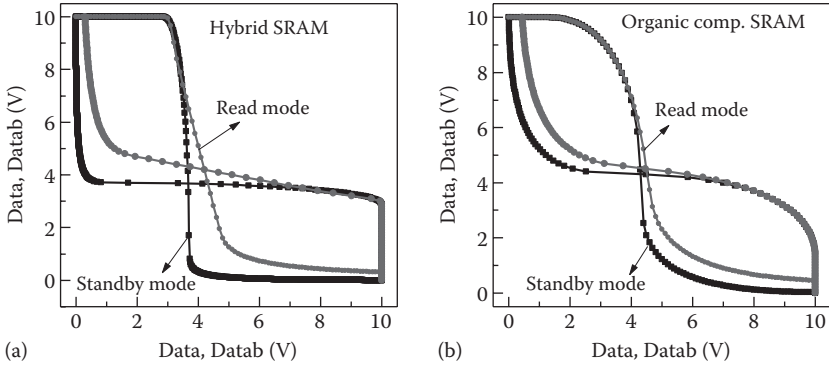 Hybrid SRAM
Read mode
Standby mode
Data, Datab (V)
10
8
6
4
2
0
0 2 4 6 8 10
Data, Datab (V)
(a)
Organic comp. SRAM
Read mode
Standby mode
Data, Datab (V)
10
8
6
4
2
0
0 2 4 6 8 10
Data, Datab (V)
(b)